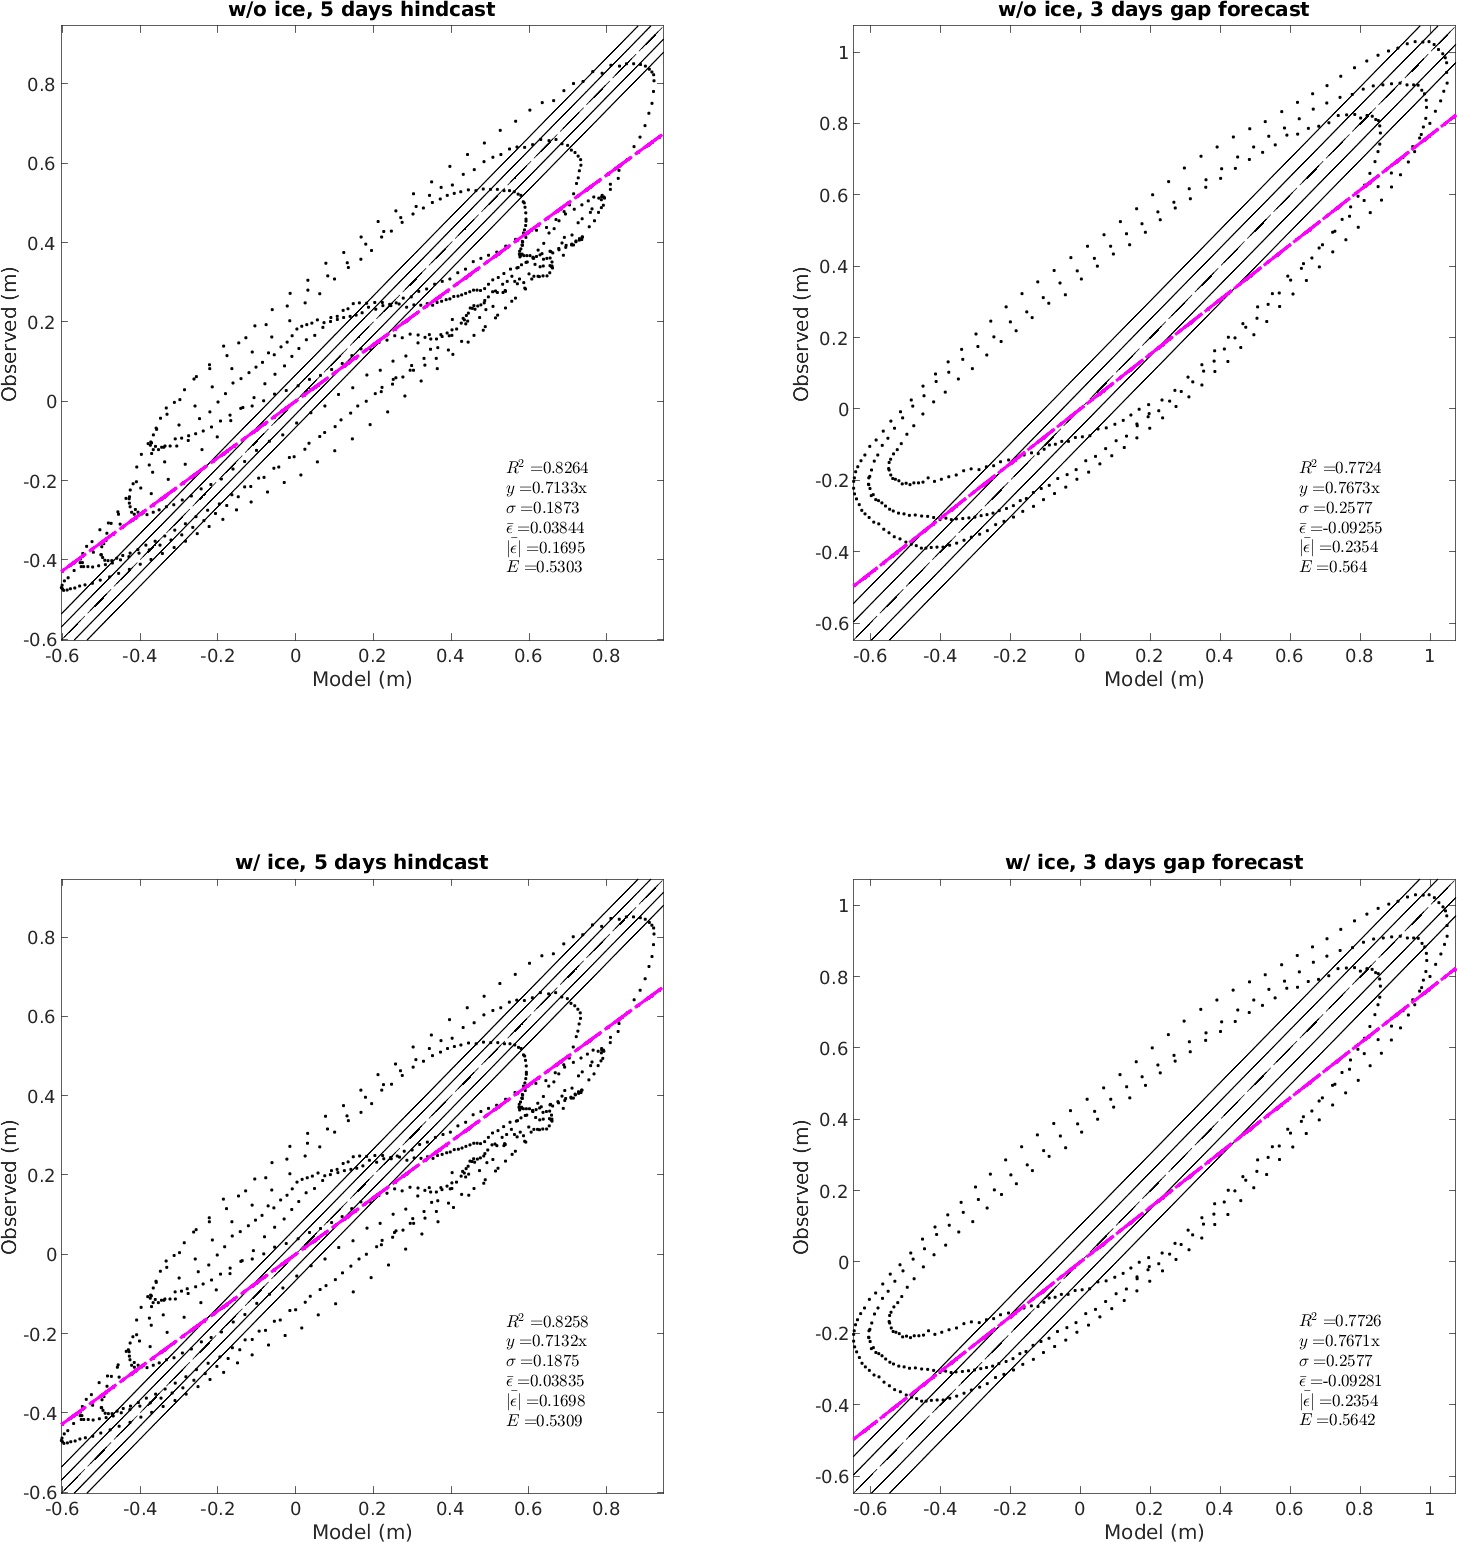 w/o ice, 5 days hindcast
0.8
0.6
0.4
0.2
0
-0.2
-0.4
-0.6
Observed (m)
R² =0.8264
y =0.7133x
σ =0.1873
ϵ̄ =0.03844
|ϵ̄| =0.1695
E =0.5303
-0.6 -0.4 -0.2 0 0.2 0.4 0.6 0.8
Model (m)
w/o ice, 3 days gap forecast
1
0.8
0.6
0.4
0.2
0
-0.2
-0.4
-0.6
Observed (m)
R² =0.7724
y =0.7673x
σ =0.2577
ϵ̄ =-0.09255
|ϵ̄| =0.2354
E =0.564
-0.6 -0.4 -0.2 0 0.2 0.4 0.6 0.8 1
Model (m)
w/ ice, 5 days hindcast
0.8
0.6
0.4
0.2
0
-0.2
-0.4
-0.6
Observed (m)
R² =0.8258
y =0.7132x
σ =0.1875
ϵ̄ =0.03835
|ϵ̄| =0.1698
E =0.5309
-0.6 -0.4 -0.2 0 0.2 0.4 0.6 0.8
Model (m)
w/ ice, 3 days gap forecast
1
0.8
0.6
0.4
0.2
0
-0.2
-0.4
-0.6
Observed (m)
R² =0.7726
y =0.7671x
σ =0.2577
ϵ̄ =-0.09281
|ϵ̄| =0.2354
E =0.5642
-0.6 -0.4 -0.2 0 0.2 0.4 0.6 0.8 1
Model (m)